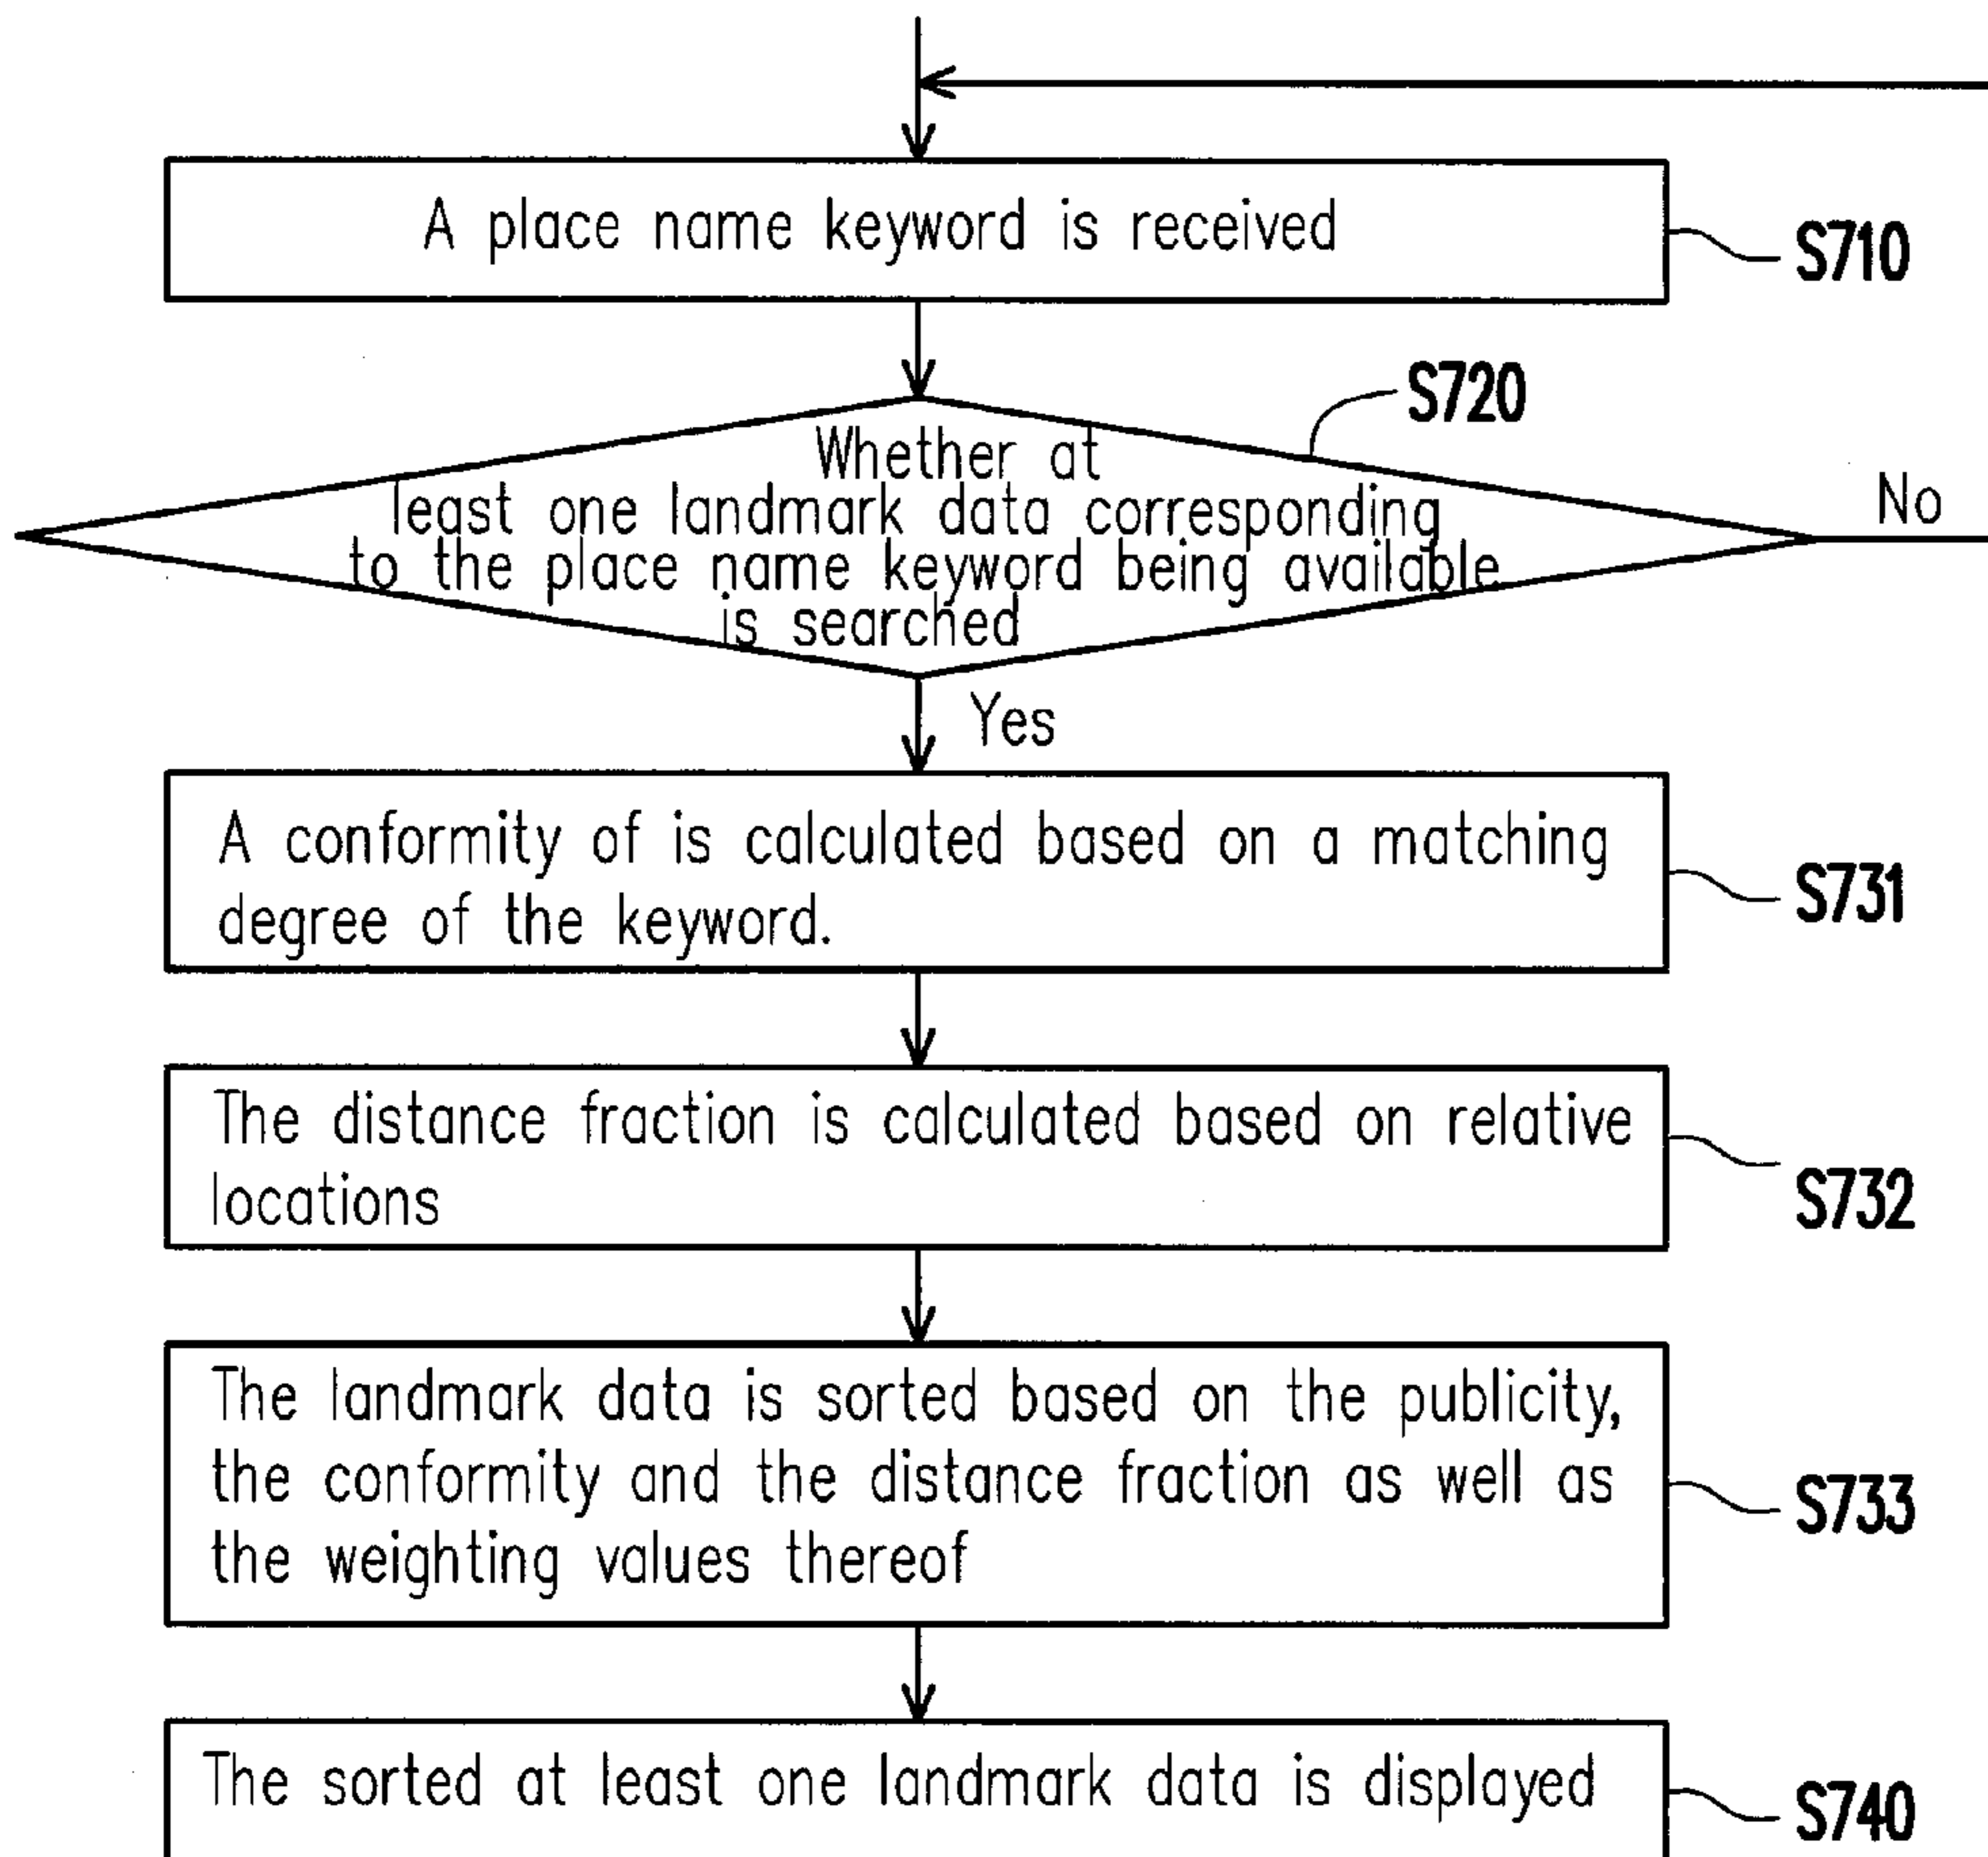 A place name keyword is received
S710
S720
Whether at
least one landmark data corresponding
to the place name keyword being available
is searched
No
Yes
A conformity of is calculated based on a matching
degree of the keyword.
S731
The distance fraction is calculated based on relative
locations
S732
The landmark data is sorted based on the publicity,
the conformity and the distance fraction as well as
the weighting values thereof
S733
The sorted at least one landmark data is displayed
S740